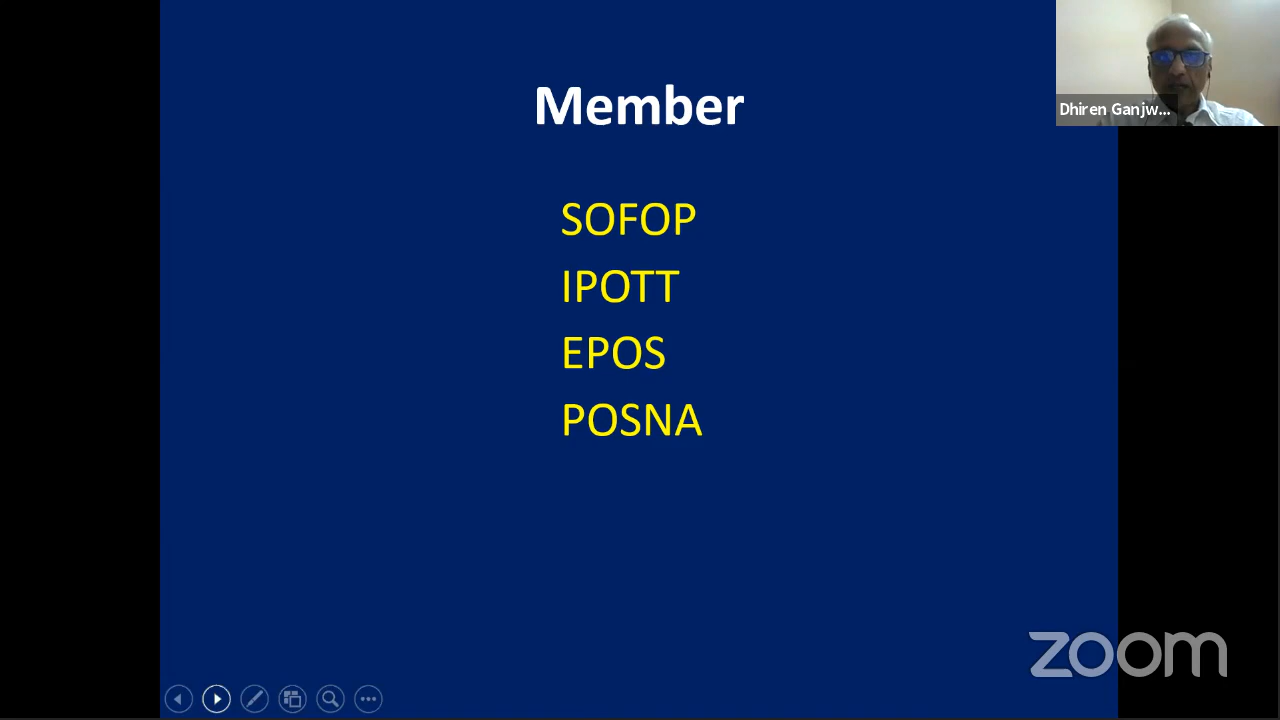 Member
Dhiren Ganjw...
SOFOP
IPOTT
EPOS
POSNA
zoom